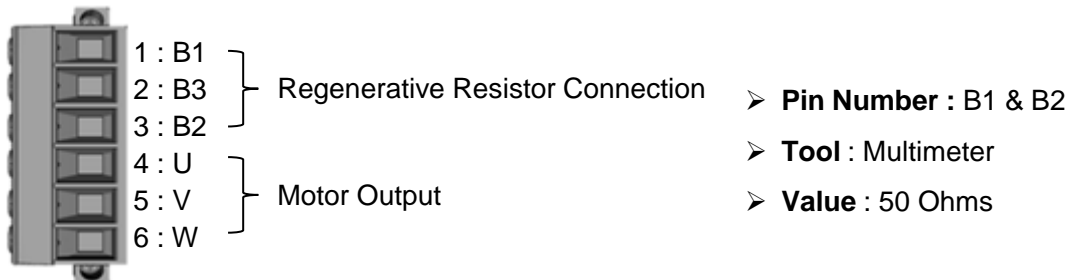 1 : B1
2 : B3
3 : B2
4 : U
5 : V
6 : W
Regenerative Resistor Connection
Motor Output
➢ Pin Number : B1 & B2
➢ Tool : Multimeter
➢ Value : 50 Ohms